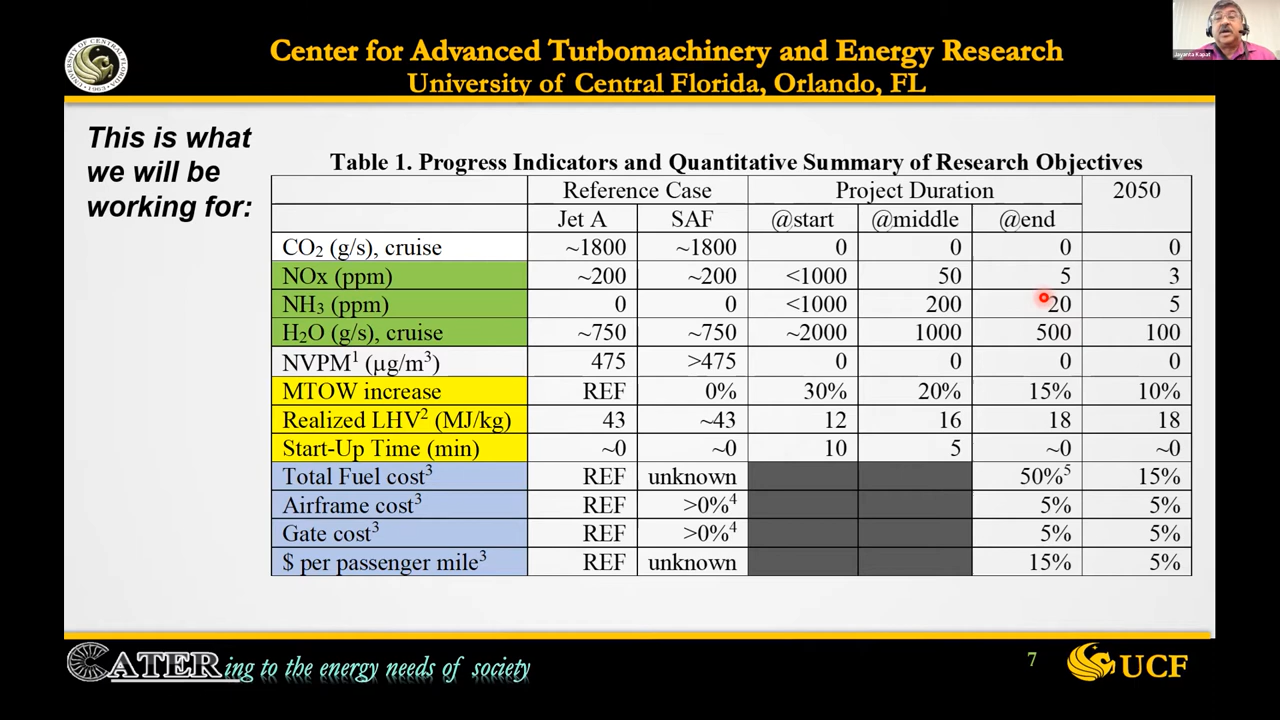 Center for Advanced Turbomachinery and Energy Research
University of Central Florida, Orlando, FL
Jayanta Kapat
This is what
we will be
working for:
Table 1. Progress Indicators and Quantitative Summary of Research Objectives
Reference Case Project Duration 2050
Jet A SAF @start @middle @end
CO₂ (g/s), cruise ~1800 ~1800 0 0 0 0
NOx (ppm) ~200 ~200 <1000 50 5 3
NH₃ (ppm) 0 0 <1000 200 20 5
H₂O (g/s), cruise ~750 ~750 ~2000 1000 500 100
NVPM¹ (µg/m³) 475 >475 0 0 0 0
MTOW increase REF 0% 30% 20% 15% 10%
Realized LHV² (MJ/kg) 43 ~43 12 16 18 18
Start-Up Time (min) ~0 ~0 10 5 ~0 ~0
Total Fuel cost³ REF unknown 50%⁵ 15%
Airframe cost³ REF >0%⁴ 5% 5%
Gate cost³ REF >0%⁴ 5% 5%
$ per passenger mile³ REF unknown 15% 5%
CATERing to the energy needs of society
7
UCF